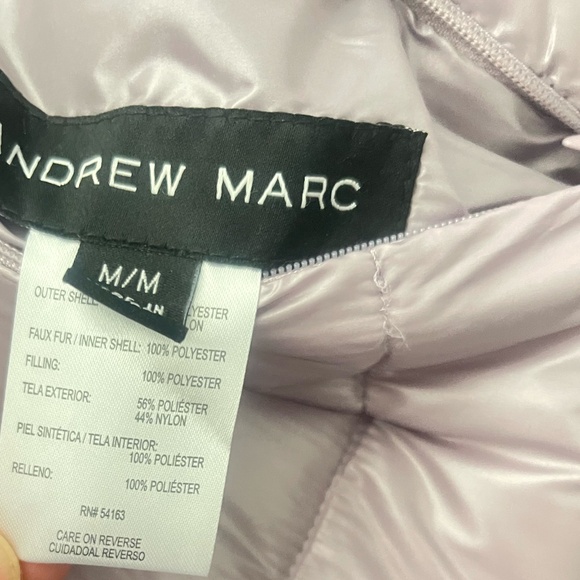 ANDREW MARC
M/M
OUTER SHELL
FAUX FUR / INNER SHELL: 100% POLYESTER
FILLING: 100% POLYESTER
TELA EXTERIOR: 56% POLIÉSTER
44% NYLON
PIEL SINTÉTICA / TELA INTERIOR:
100% POLIÉSTER
RELLENO: 100% POLIÉSTER
RN# 54163
CARE ON REVERSE
CUIDADOAL REVERSO